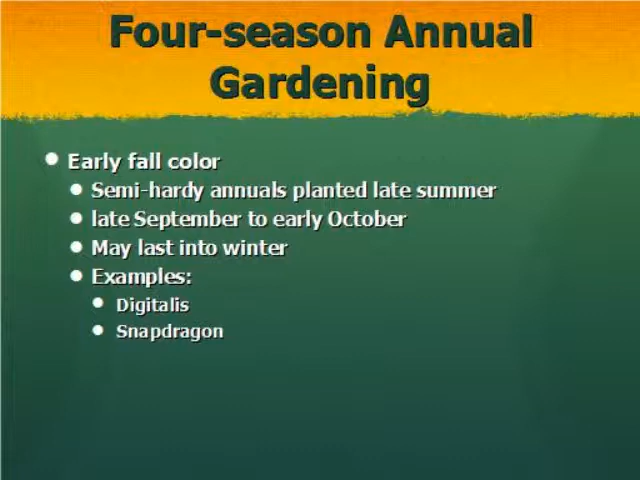 Four-season Annual
Gardening
Early fall color
Semi-hardy annuals planted late summer
late September to early October
May last into winter
Examples:
Digitalis
Snapdragon